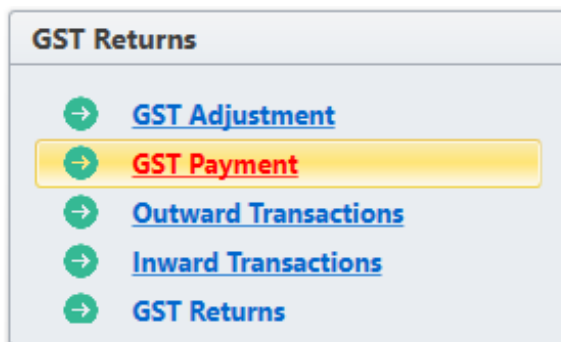 GST Returns
GST Adjustment
GST Payment
Outward Transactions
Inward Transactions
GST Returns